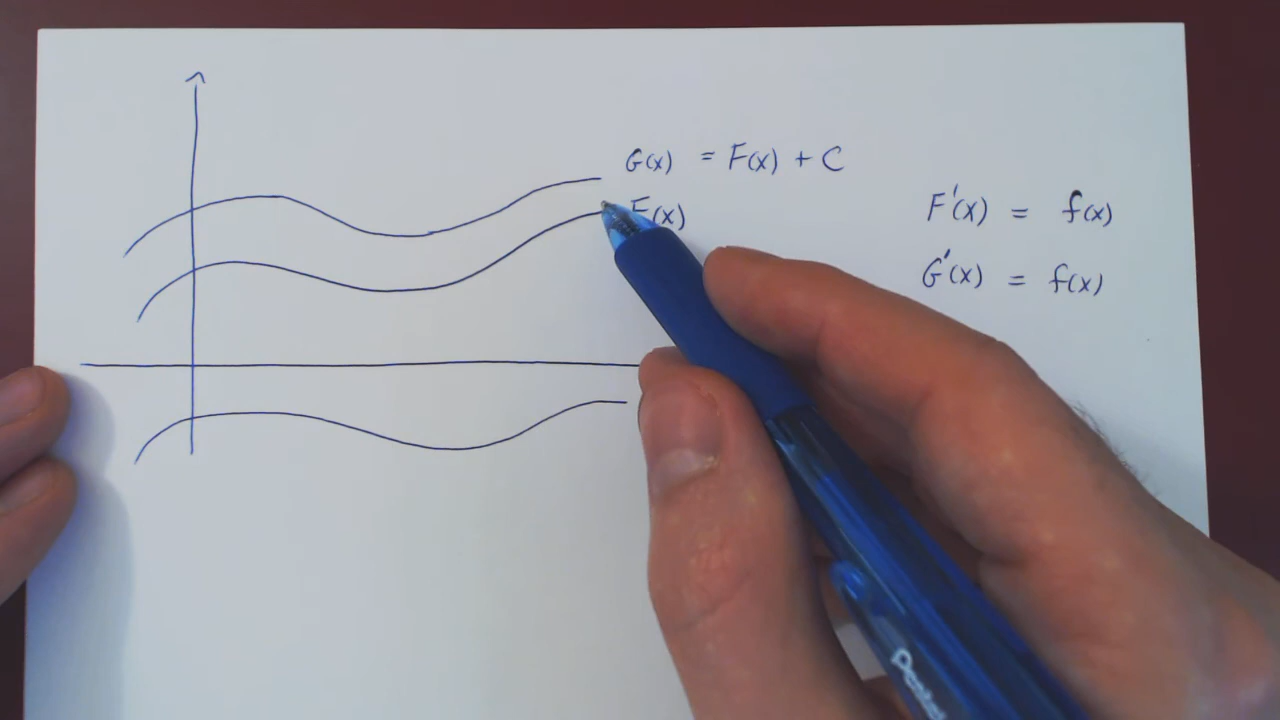 G(x) = F(x) + C
F(x)
F'(x) = f(x)
G'(x) = f(x)